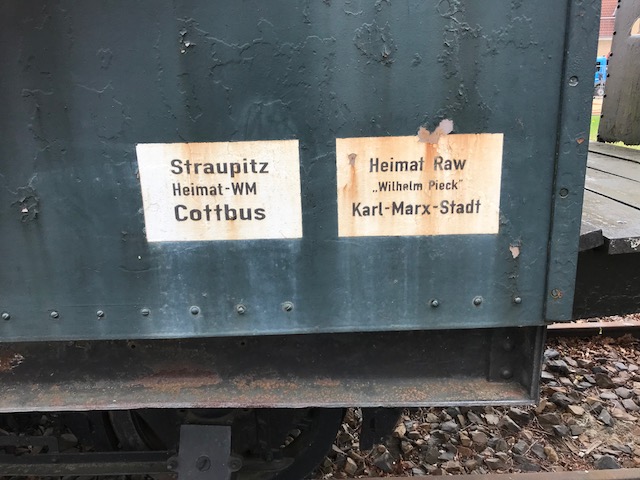 Straupitz
Heimat-WM
Cottbus
Heimat Raw
„Wilhelm Pieck"
Karl-Marx-Stadt